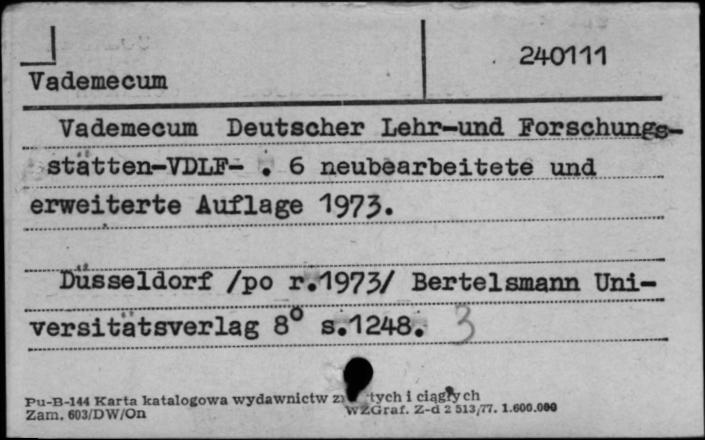 240111
Vademecum
Vademecum Deutscher Lehr-und Forschungs-
stätten-VDLF- . 6 neubearbeitete und
erweiterte Auflage 1973.
Düsseldorf /po r.1973/ Bertelsmann Uni-
versitätsverlag 8° s.1248. 3
Pu-B-144 Karta katalogowa wydawnictw i ciągłych
Zam. 603/DW/On WZGraf. Z-d 2 513/77. 1.600.000